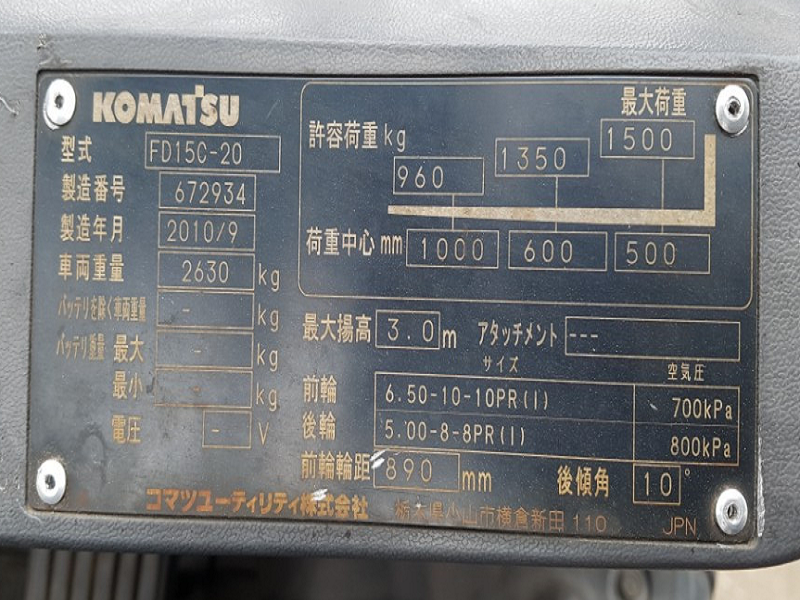 KOMATSU
型式 FD15C-20
製造番号 672934
製造年月 2010/9
車両重量 2630 kg
バッテリを除く車両重量 - kg
バッテリ重量 最大 - kg
最小 - kg
電圧 - V
最大荷重
許容荷重 kg 960 1350 1500
荷重中心 mm 1000 600 500
最大揚高 3.0 m アタッチメント ---
サイズ 空気圧
前輪 6.50-10-10PR(I) 700kPa
後輪 5.00-8-8PR(I) 800kPa
前輪輪距 890 mm 後傾角 10°
コマツユーティリティ株式会社 栃木県小山市横倉新田110 JPN